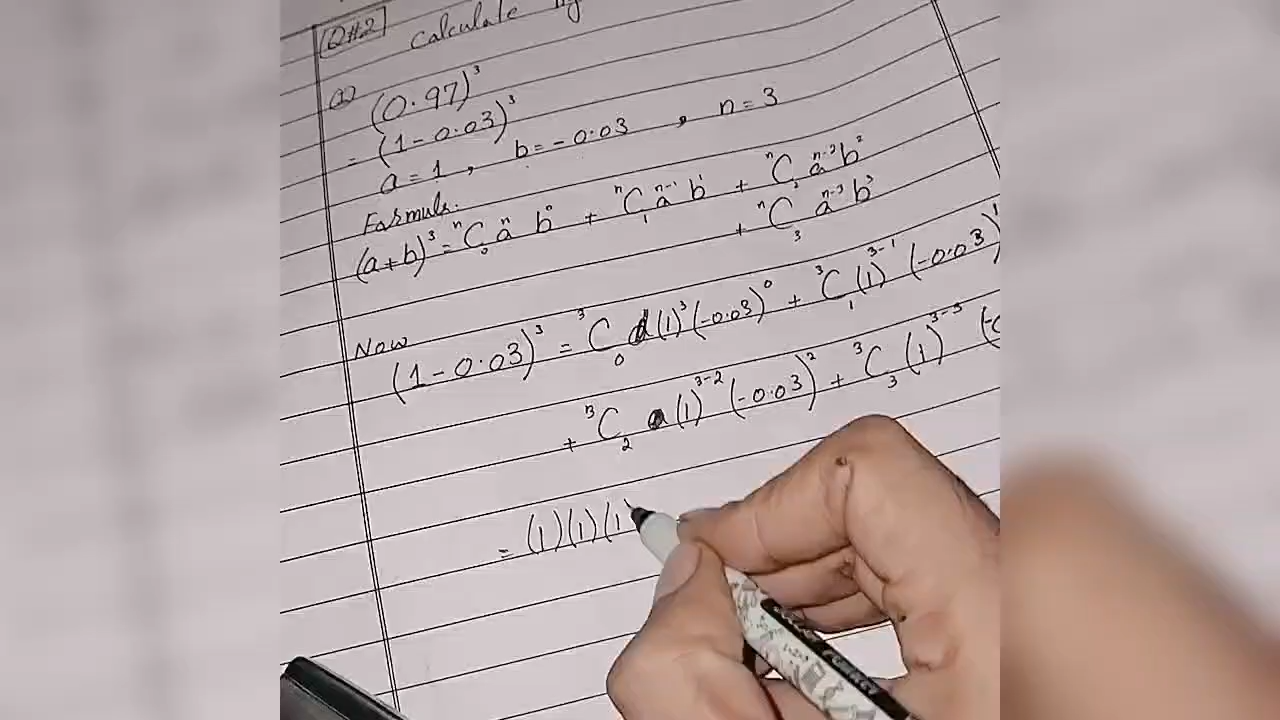 Q#2 Calculate by
a) (0.97)³
= (1-0.03)³
a = 1 , b = -0.03 , n = 3
Formula:
(a+b)³ = ⁿC₀ aⁿ b⁰ + ⁿC₁ aⁿ⁻¹ b¹ + ⁿC₂ aⁿ⁻² b²
+ ⁿC₃ aⁿ⁻³ b³
Now
(1-0.03)³ = ³C₀ (1)³ (-0.03)⁰ + ³C₁ (1)³⁻¹ (-0.03)¹
+ ³C₂ (1)³⁻² (-0.03)² + ³C₃ (1)³⁻³ (-0
= (1)(1)(1)